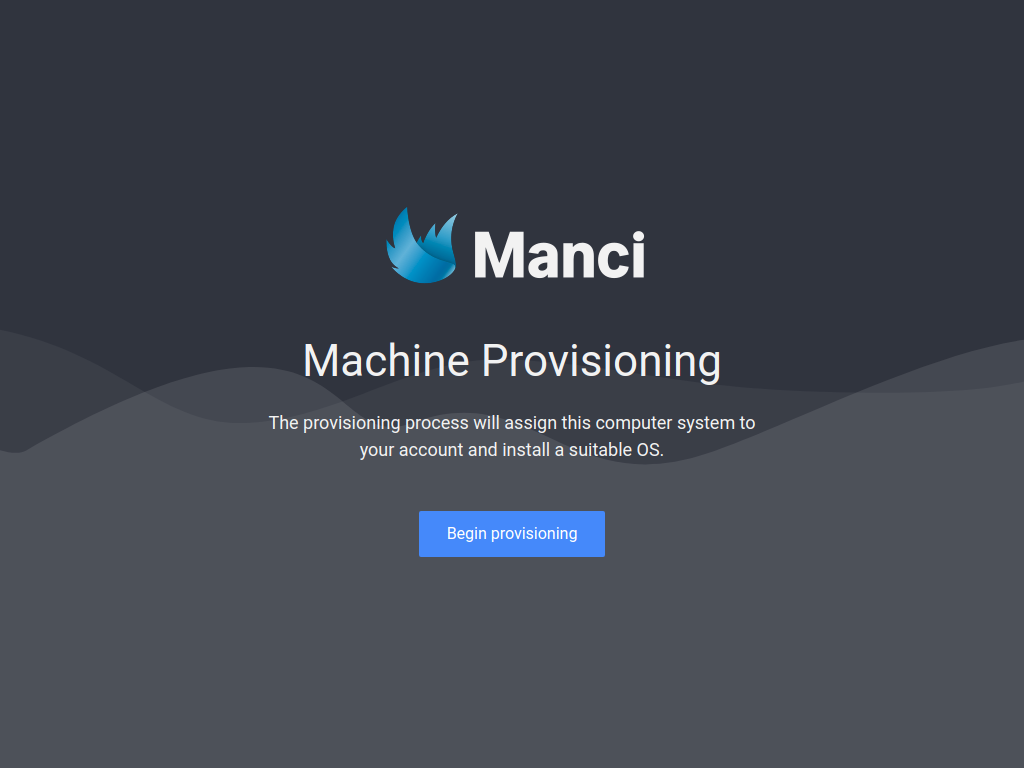 Manci
Machine Provisioning
The provisioning process will assign this computer system to
your account and install a suitable OS.
Begin provisioning